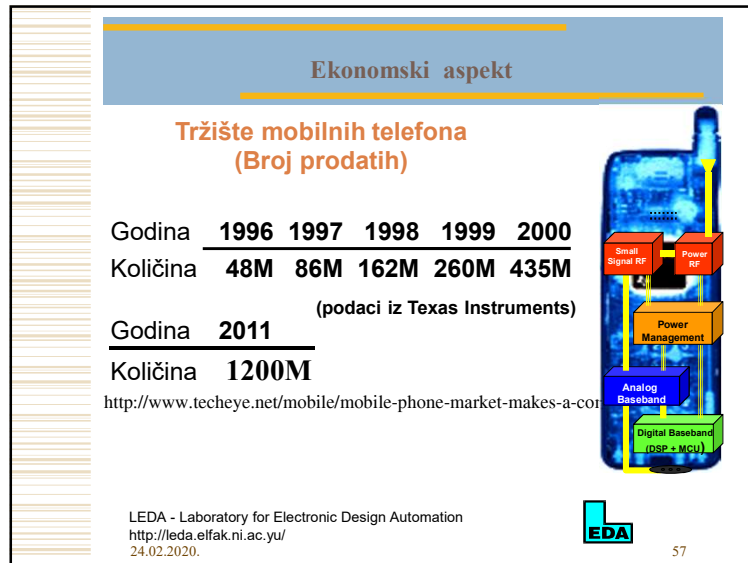 Ekonomski aspekt
Tržište mobilnih telefona
(Broj prodatih)
Godina 1996 1997 1998 1999 2000
Količina 48M 86M 162M 260M 435M
(podaci iz Texas Instruments)
Godina 2011
Količina 1200M
http://www.techeye.net/mobile/mobile-phone-market-makes-a-
Small
Signal RF
Power
RF
Power
Management
Analog
Baseband
Digital Baseband
(DSP + MCU)
LEDA - Laboratory for Electronic Design Automation
http://leda.elfak.ni.ac.yu/
24.02.2020.
LEDA
57